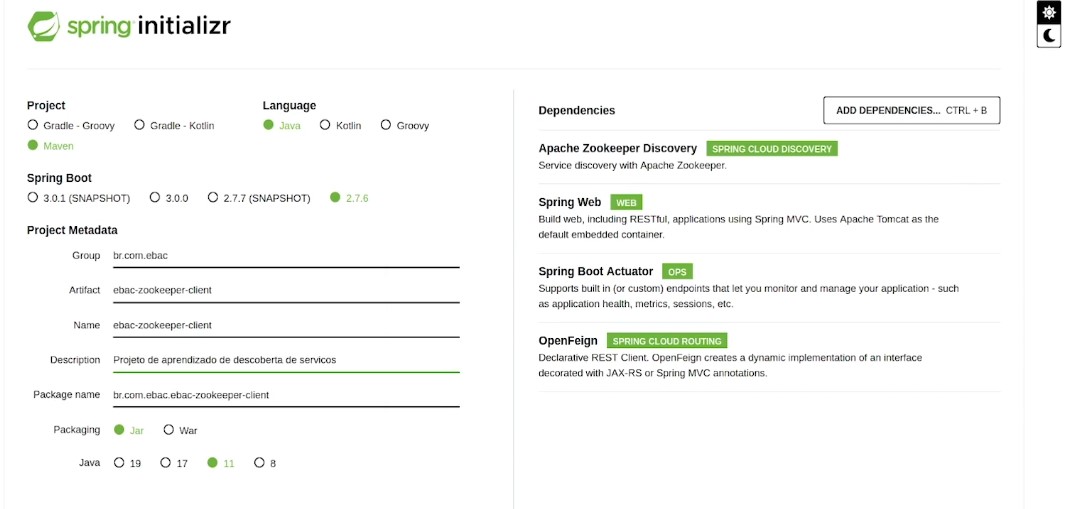 spring initializr
Project
Gradle - Groovy Gradle - Kotlin
Maven
Language
Java Kotlin Groovy
Spring Boot
3.0.1 (SNAPSHOT) 3.0.0 2.7.7 (SNAPSHOT) 2.7.6
Project Metadata
Group br.com.ebac
Artifact ebac-zookeeper-client
Name ebac-zookeeper-client
Description Projeto de aprendizado de descoberta de servicos
Package name br.com.ebac.ebac-zookeeper-client
Packaging Jar War
Java 19 17 11 8
Dependencies
ADD DEPENDENCIES... CTRL + B
Apache Zookeeper Discovery SPRING CLOUD DISCOVERY
Service discovery with Apache Zookeeper.
Spring Web WEB
Build web, including RESTful, applications using Spring MVC. Uses Apache Tomcat as the
default embedded container.
Spring Boot Actuator OPS
Supports built in (or custom) endpoints that let you monitor and manage your application - such
as application health, metrics, sessions, etc.
OpenFeign SPRING CLOUD ROUTING
Declarative REST Client. OpenFeign creates a dynamic implementation of an interface
decorated with JAX-RS or Spring MVC annotations.